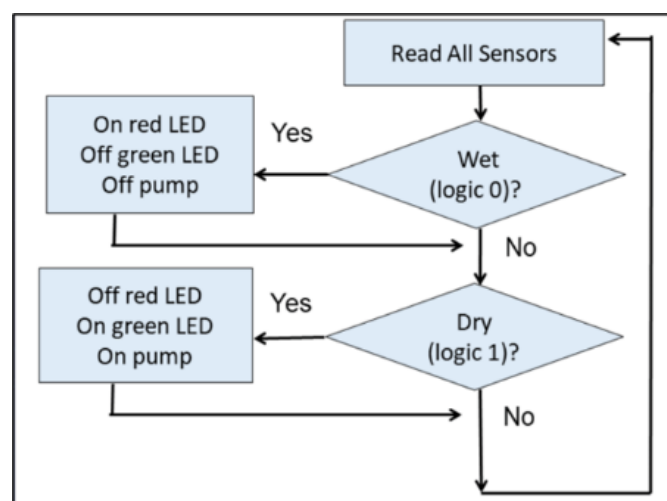 Read All Sensors
Wet
(logic 0)?
Yes
On red LED
Off green LED
Off pump
No
Dry
(logic 1)?
Yes
Off red LED
On green LED
On pump
No